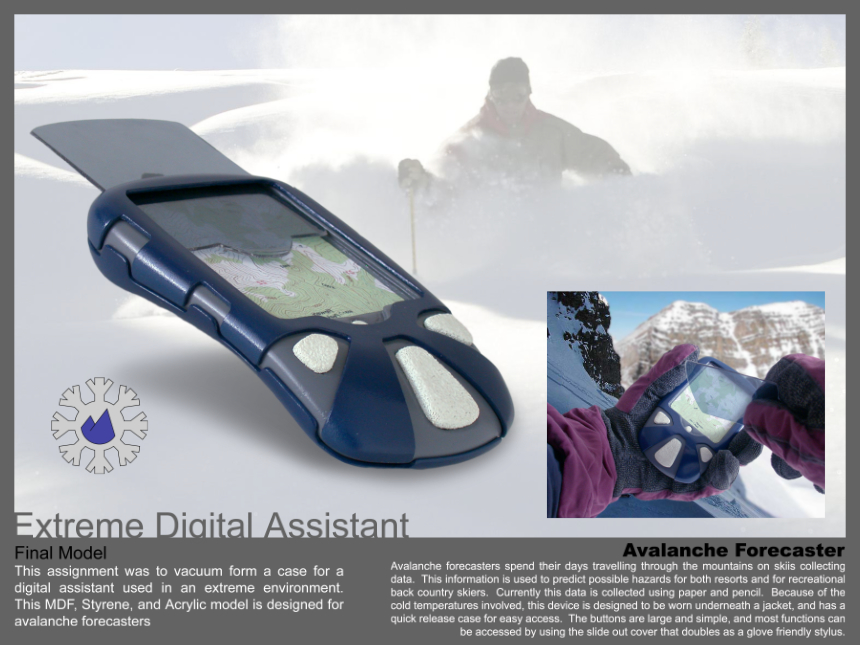 Extreme Digital Assistant
Final Model
This assignment was to vacuum form a case for a
digital assistant used in an extreme environment.
This MDF, Styrene, and Acrylic model is designed for
avalanche forecasters
Avalanche Forecaster
Avalanche forecasters spend their days travelling through the mountains on skiis collecting
data. This information is used to predict possible hazards for both resorts and for recreational
back country skiers. Currently this data is collected using paper and pencil. Because of the
cold temperatures involved, this device is designed to be worn underneath a jacket, and has a
quick release case for easy access. The buttons are large and simple, and most functions can
be accessed by using the slide out cover that doubles as a glove friendly stylus.